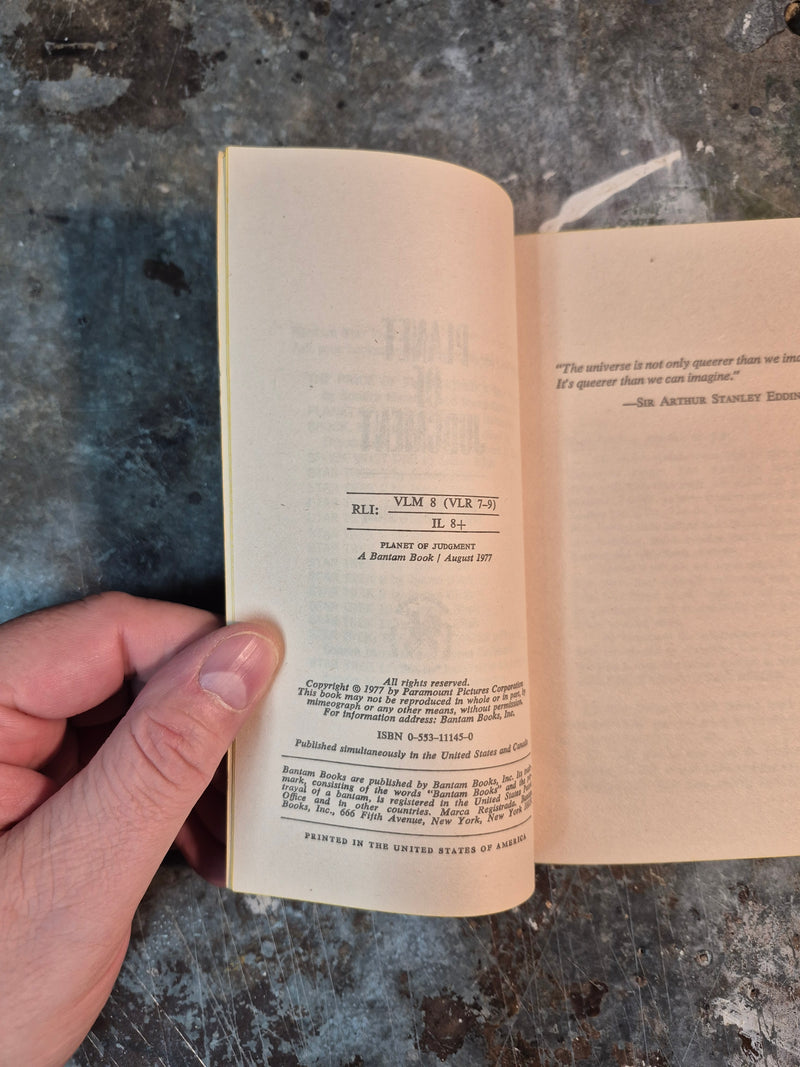 RLI: VLM 8 (VLR 7–9)
IL 8+
PLANET OF JUDGMENT
A Bantam Book / August 1977
All rights reserved.
Copyright © 1977 by Paramount Pictures Corporation
This book may not be reproduced in whole or in part, by
mimeograph or any other means, without permission.
For information address: Bantam Books, Inc.
ISBN 0-553-11145-0
Published simultaneously in the United States and Canada
Bantam Books are published by Bantam Books, Inc. Its
mark, consisting of the words "Bantam Books" and the
trayal of a bantam, is registered in the United States Patent
Office and in other countries. Marca Registrada. Bantam
Books, Inc., 666 Fifth Avenue, New York, New York
PRINTED IN THE UNITED STATES OF AMERICA
"The universe is not only queerer than we
It's queerer than we can imagine."
—SIR ARTHUR STANLEY